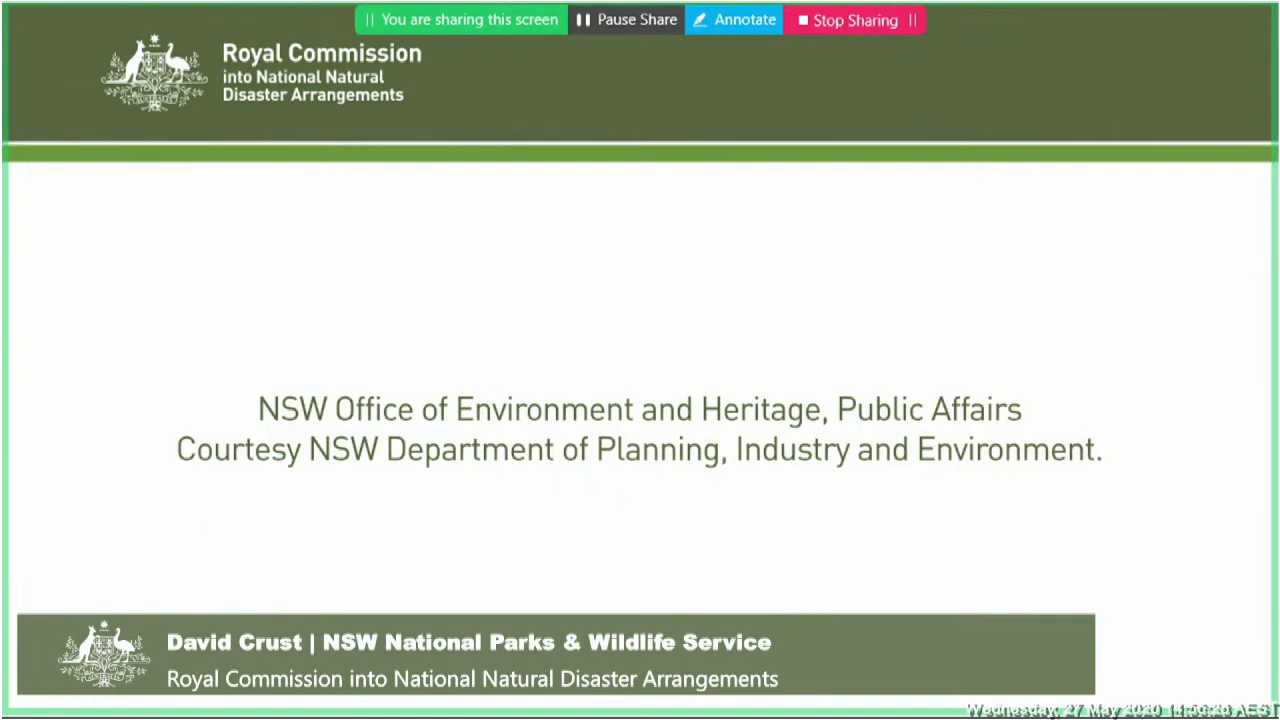 You are sharing this screen
Pause Share
Annotate
Stop Sharing
Royal Commission
into National Natural
Disaster Arrangements
NSW Office of Environment and Heritage, Public Affairs
Courtesy NSW Department of Planning, Industry and Environment.
David Crust | NSW National Parks & Wildlife Service
Royal Commission into National Natural Disaster Arrangements
Wednesday, 27 May 2020 AEST